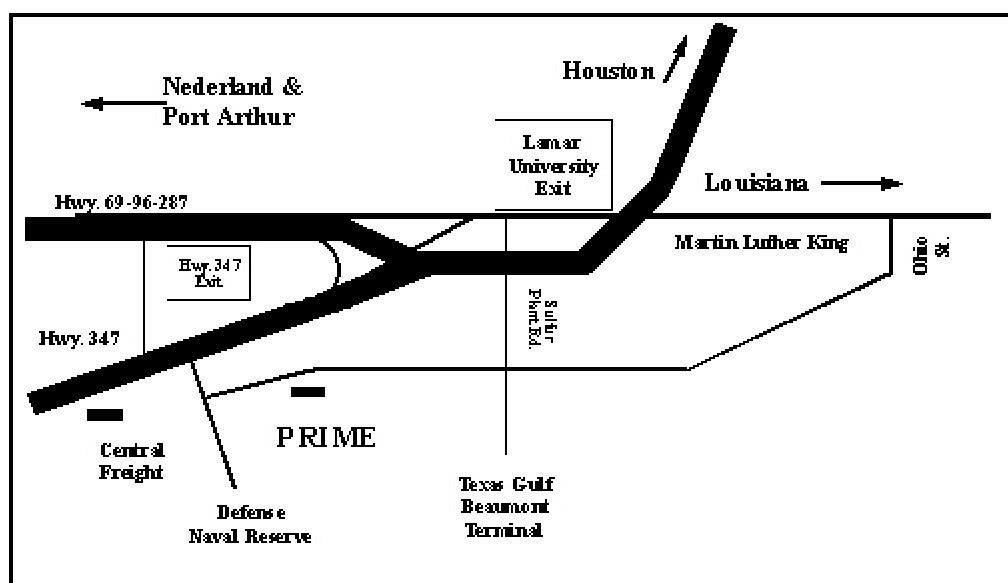 Houston
Nederland &
Port Arthur
Lamar
University
Exit
Louisiana
Hwy. 69-96-287
Martin Luther King
Ohio
St.
Hwy. 347
Exit
Sulfur
Plant Rd.
Hwy. 347
PRIME
Central
Freight
Texas Gulf
Beaumont
Terminal
Defense
Naval Reserve